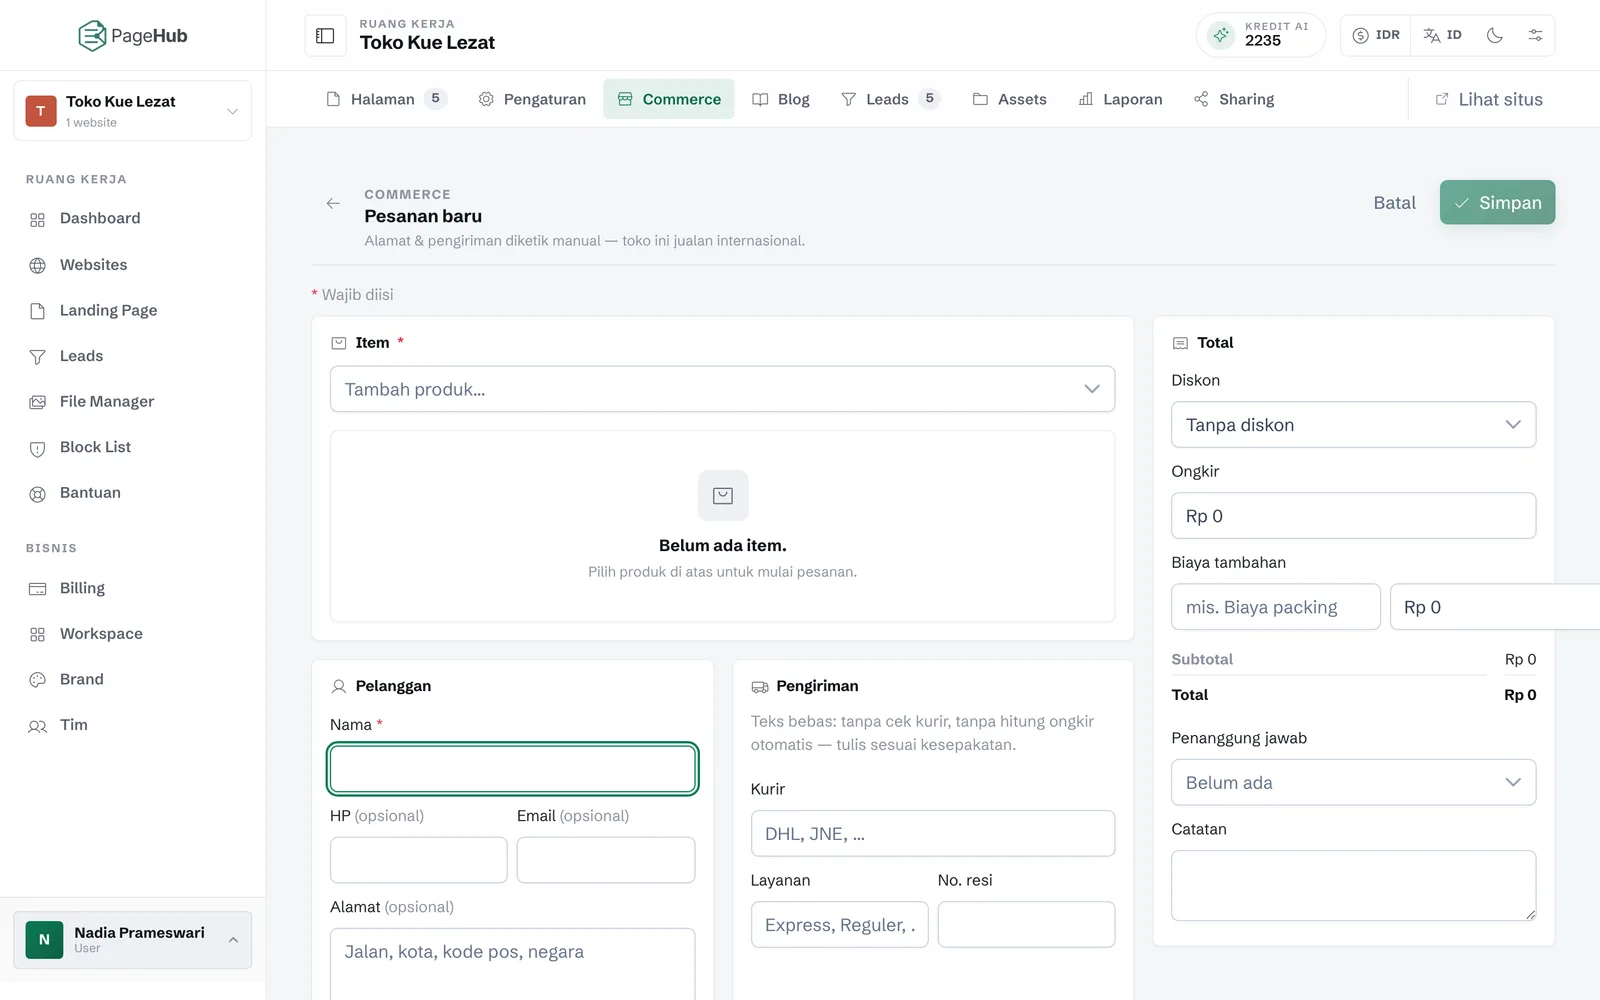 PageHub
RUANG KERJA
Toko Kue Lezat
KREDIT AI
2235
IDR
ID
T
Toko Kue Lezat
1 website
Halaman 5
Pengaturan
Commerce
Blog
Leads 5
Assets
Laporan
Sharing
Lihat situs
RUANG KERJA
Dashboard
Websites
Landing Page
Leads
File Manager
Block List
Bantuan
BISNIS
Billing
Workspace
Brand
Tim
N
Nadia Prameswari
User
COMMERCE
Pesanan baru
Alamat & pengiriman diketik manual — toko ini jualan internasional.
Batal
Simpan
* Wajib diisi
Item *
Tambah produk...
Belum ada item.
Pilih produk di atas untuk mulai pesanan.
Pelanggan
Nama *
HP (opsional)
Email (opsional)
Alamat (opsional)
Jalan, kota, kode pos, negara
Pengiriman
Teks bebas: tanpa cek kurir, tanpa hitung ongkir
otomatis — tulis sesuai kesepakatan.
Kurir
DHL, JNE, ...
Layanan
No. resi
Express, Reguler, .
Total
Diskon
Tanpa diskon
Ongkir
Rp 0
Biaya tambahan
mis. Biaya packing
Rp 0
Subtotal Rp 0
Total Rp 0
Penanggung jawab
Belum ada
Catatan